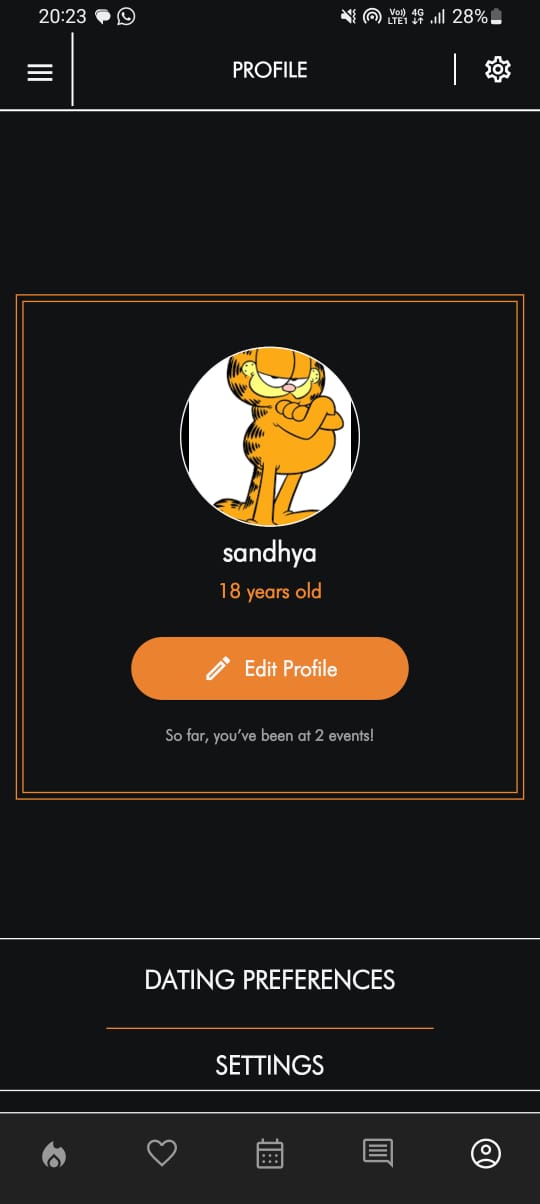 20:23 Vo)) LTE1 4G 28%
PROFILE
sandhya
18 years old
Edit Profile
So far, you've been at 2 events!
DATING PREFERENCES
SETTINGS